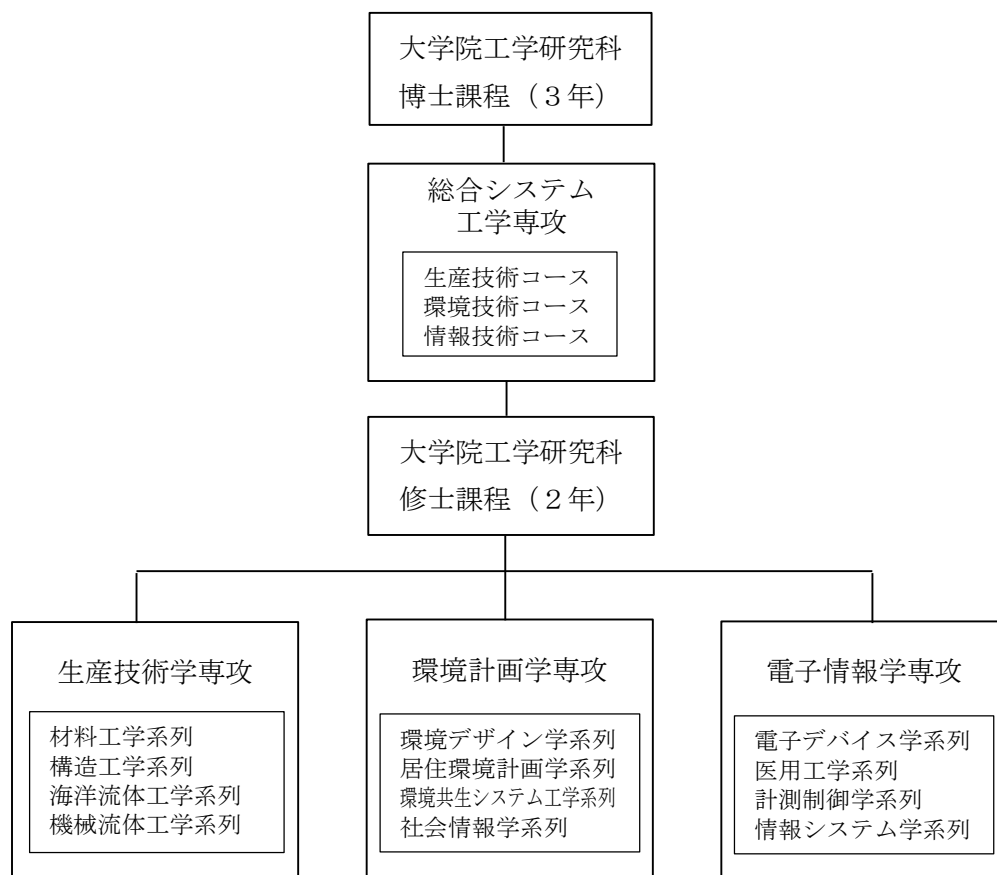 大学院工学研究科
博士課程（３年）
総合システム
工学専攻
生産技術コース
環境技術コース
情報技術コース
大学院工学研究科
修士課程（２年）
生産技術学専攻
材料工学系列
構造工学系列
海洋流体工学系列
機械流体工学系列
環境計画学専攻
環境デザイン学系列
居住環境計画学系列
環境共生システム工学系列
社会情報学系列
電子情報学専攻
電子デバイス学系列
医用工学系列
計測制御学系列
情報システム学系列